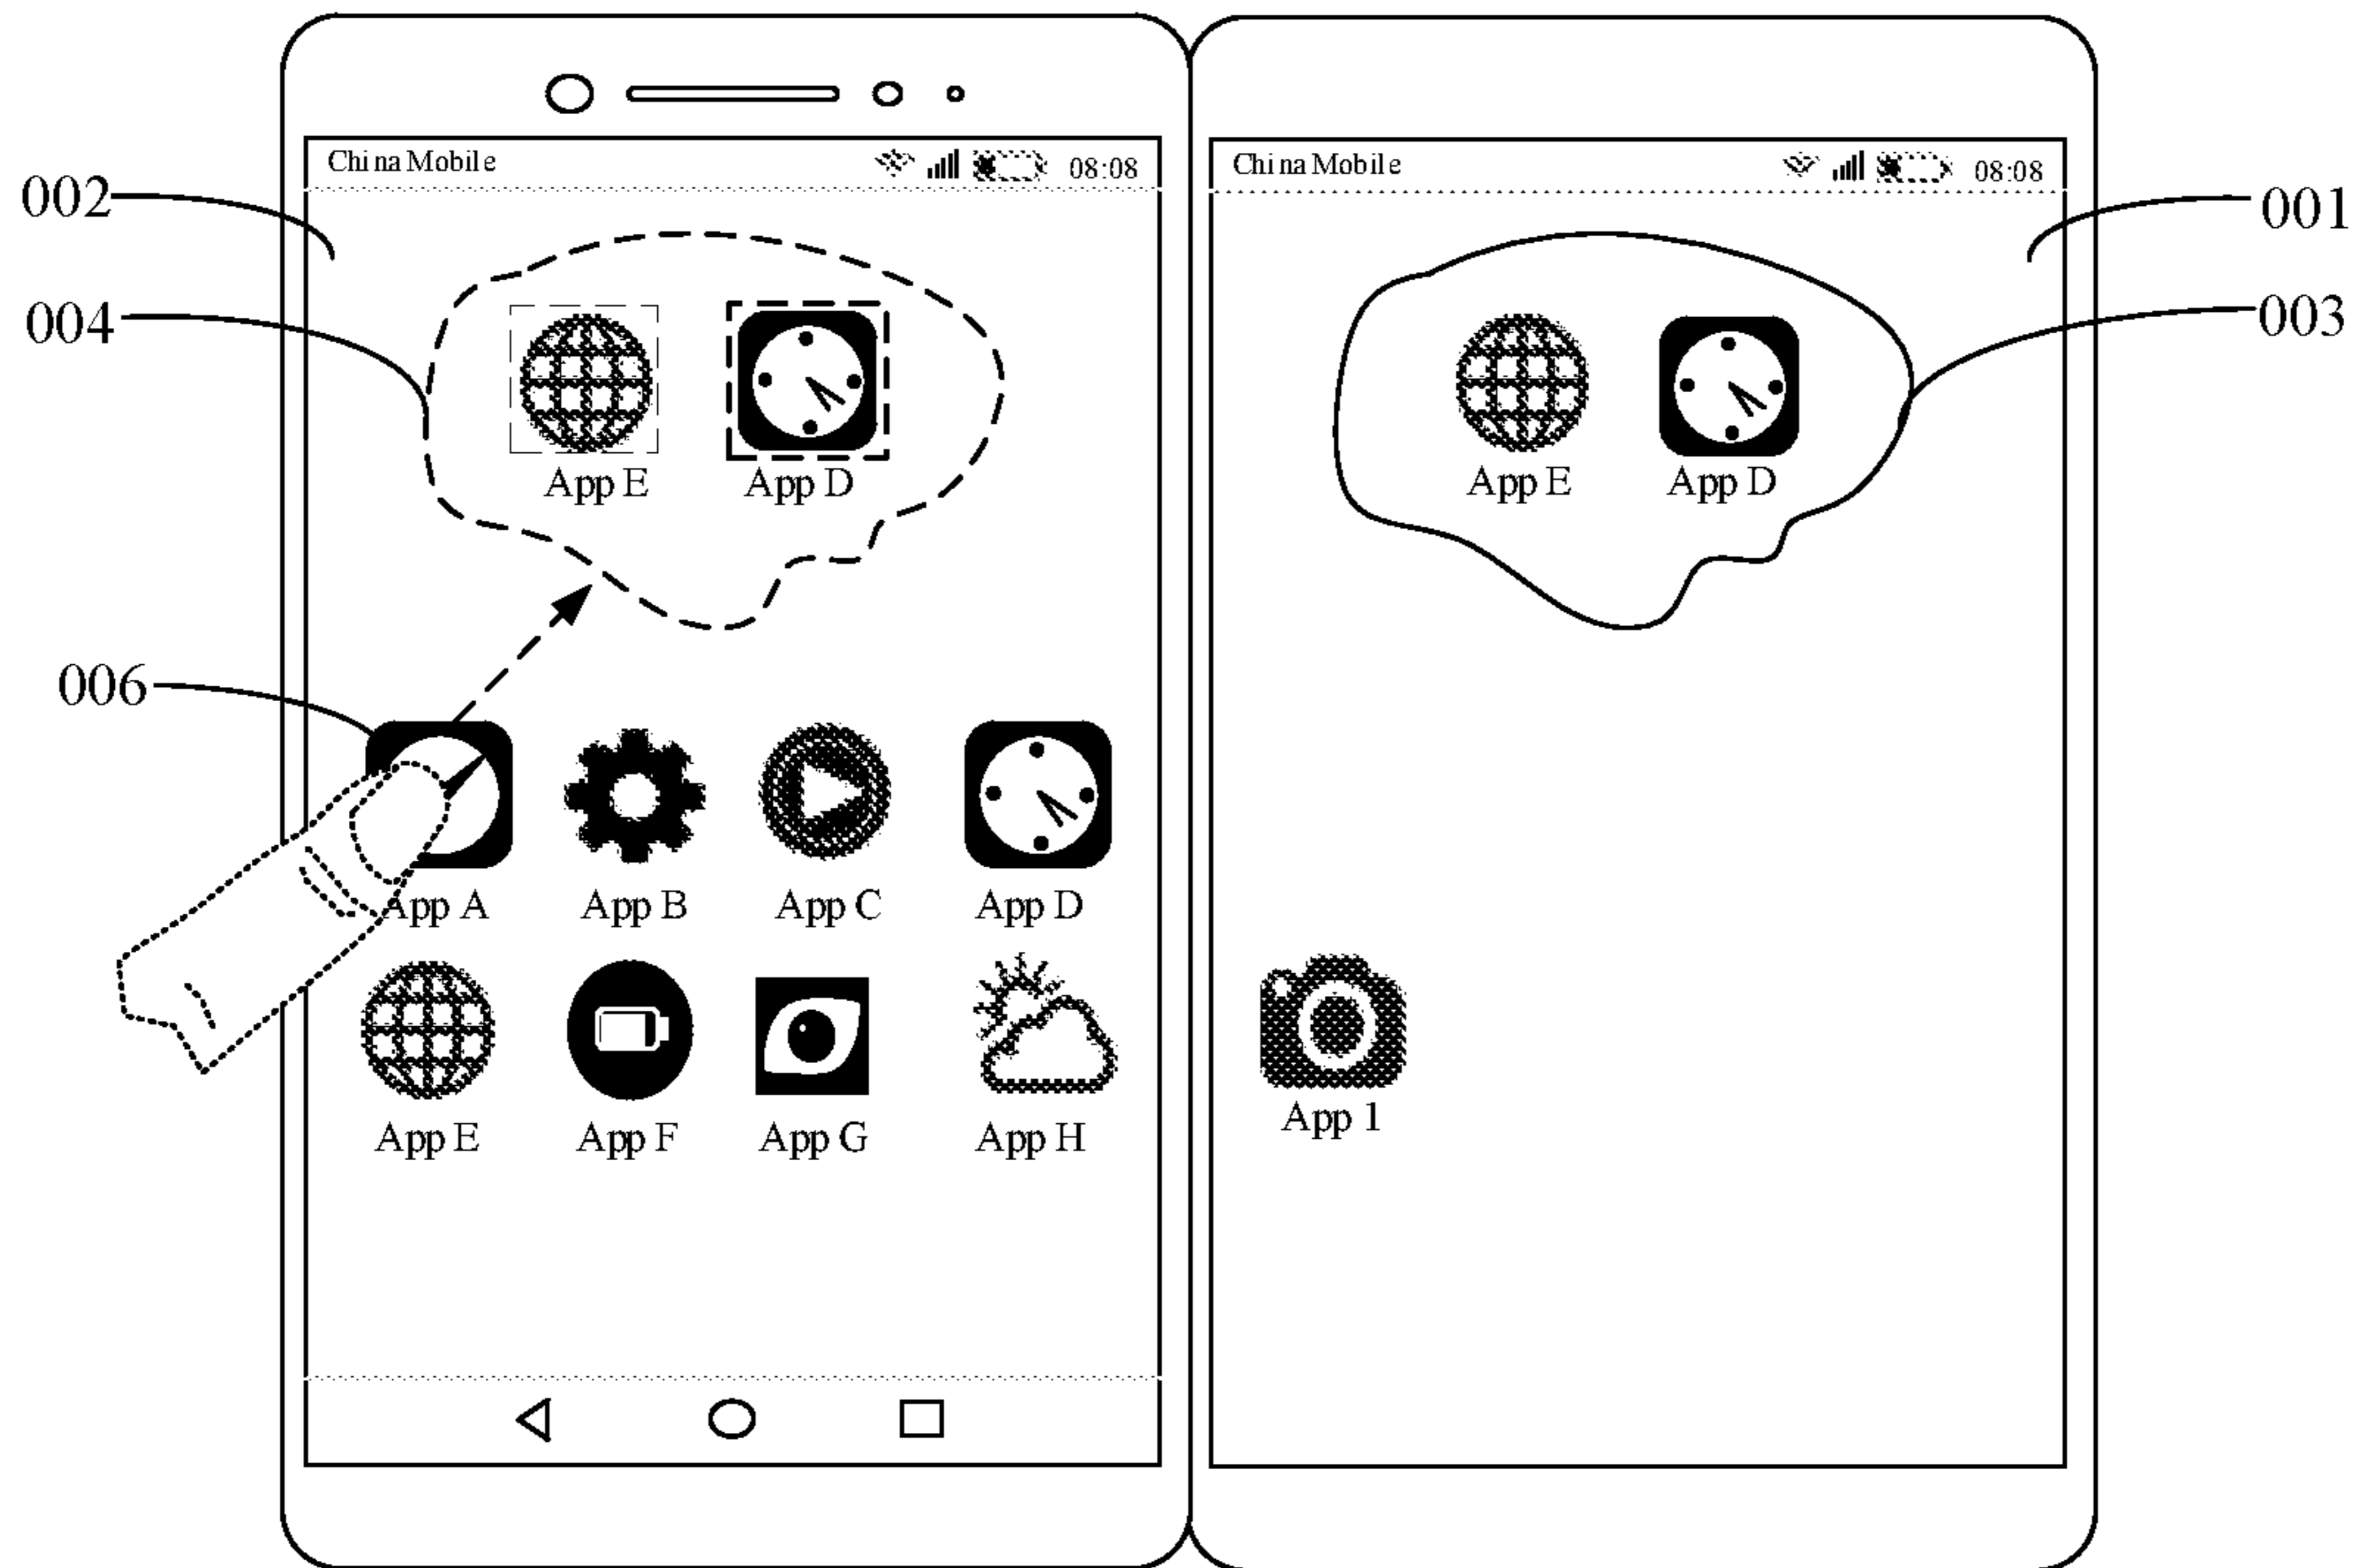 China Mobile 08:08
China Mobile 08:08
002
001
004
003
App E App D
App E App D
006
App A App B App C App D
App E App F App G App H
App 1